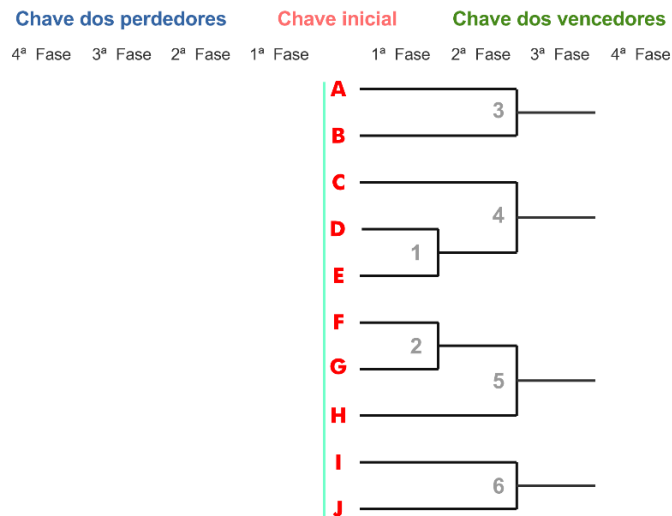 Chave dos perdedores Chave inicial Chave dos vencedores
4ª Fase 3ª Fase 2ª Fase 1ª Fase 1ª Fase 2ª Fase 3ª Fase 4ª Fase
A
3
B
C
4
D
1
E
F
2
G
5
H
I
6
J